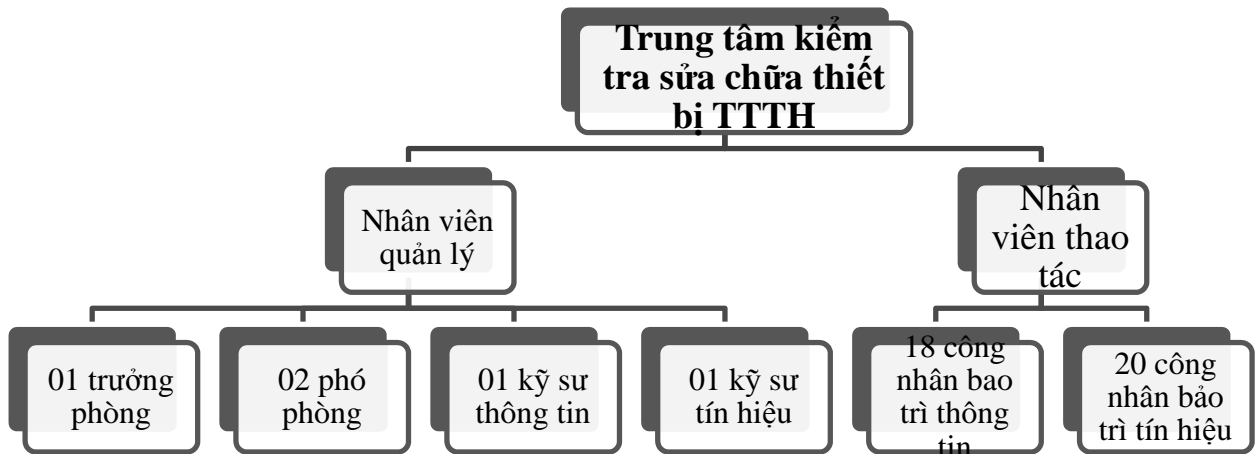 Trung tâm kiểm
tra sửa chữa thiết
bị TTTH
Nhân viên
quản lý
Nhân
viên thao
tác
01 trưởng
phòng
02 phó
phòng
01 kỹ sư
thông tin
01 kỹ sư
tín hiệu
18 công
nhân bao
trì thông
tin
20 công
nhân bảo
trì tín hiệu